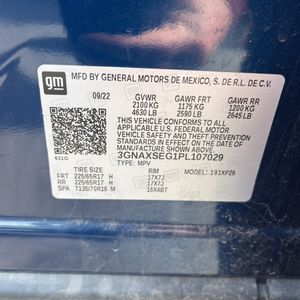 gm
MFD BY GENERAL MOTORS DE MEXICO, S. DE R.L. DE C.V.
09/22 GVWR GAWR FRT GAWR RR
2100 KG 1175 KG 1200 KG
4630 LB 2590 LB 2645 LB
THIS VEHICLE CONFORMS TO ALL APPLICABLE
U.S. FEDERAL MOTOR VEHICLE SAFETY, BUMPER,
AND THEFT PREVENTION STANDARDS IN
EFFECT ON THE DATE OF
MANUFACTURE SHOWN ABOVE.
611G
3GNAXSEG1PL107029
TYPE: MPV
TIRE SIZE RIM MODEL: 191XP26
FRT 225/65R17 H 17X7J
RR 225/65R17 H 17X7J
SPA T135/70R16 M 16X4BT